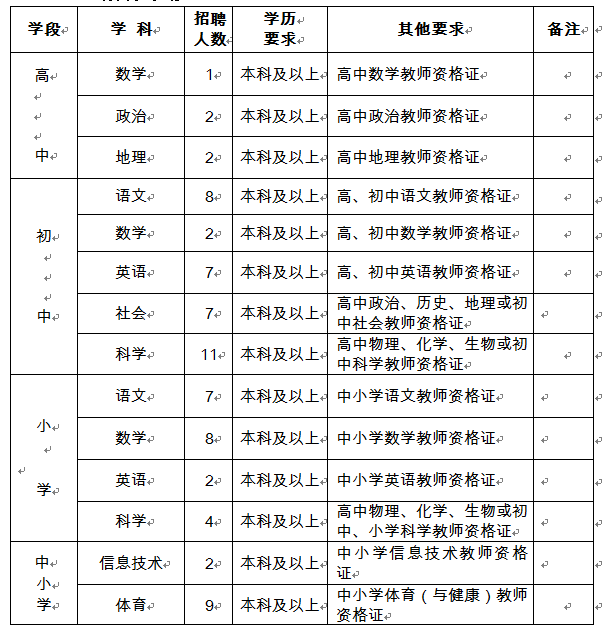 学段 学 科 招聘人数 学历要求 其他要求 备注
高中 数学 1 本科及以上 高中数学教师资格证
政治 2 本科及以上 高中政治教师资格证
地理 2 本科及以上 高中地理教师资格证
初中 语文 8 本科及以上 高、初中语文教师资格证
数学 2 本科及以上 高、初中数学教师资格证
英语 7 本科及以上 高、初中英语教师资格证
社会 7 本科及以上 高中政治、历史、地理或初
中社会教师资格证
科学 11 本科及以上 高中物理、化学、生物或初
中科学教师资格证
小学 语文 7 本科及以上 中小学语文教师资格证
数学 8 本科及以上 中小学数学教师资格证
英语 2 本科及以上 中小学英语教师资格证
科学 4 本科及以上 高中物理、化学、生物或初
中、小学科学教师资格证
中小学 信息技术 2 本科及以上 中小学信息技术教师资格
证
体育 9 本科及以上 中小学体育（与健康）教师
资格证